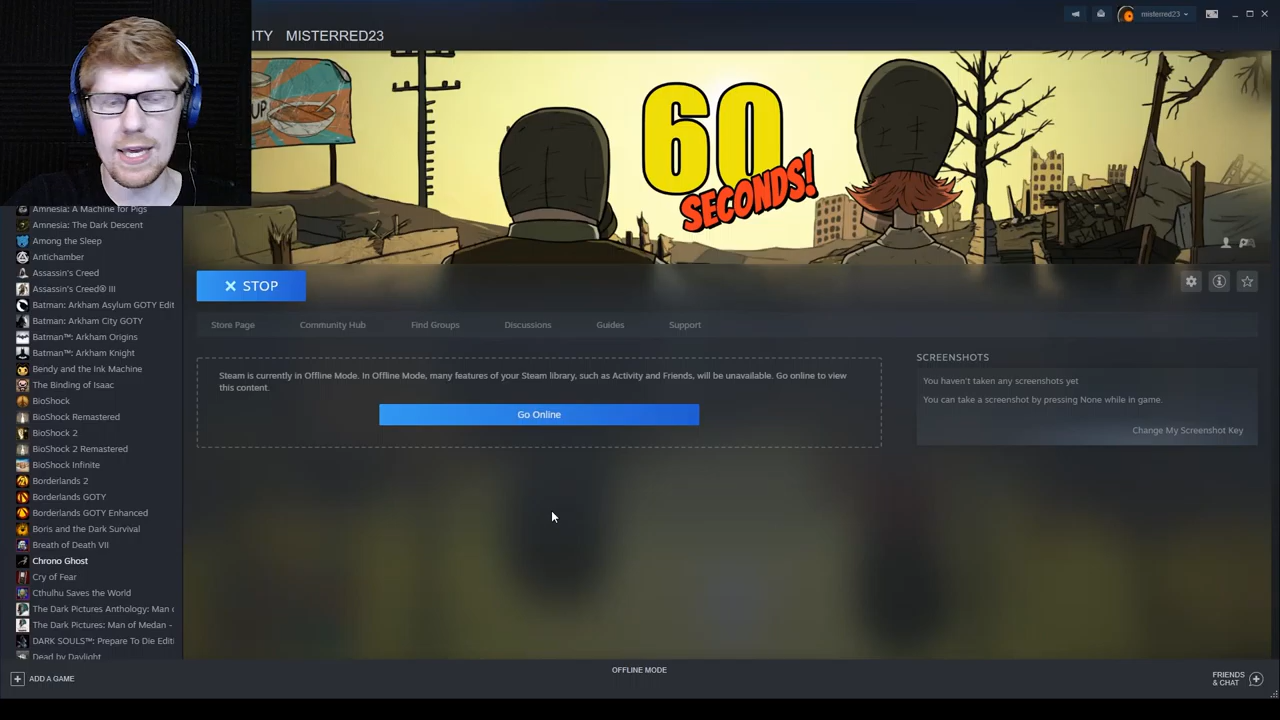 misterred23
ITY MISTERRED23
UP
60
SECONDS!
STOP
Store Page Community Hub Find Groups Discussions Guides Support
Steam is currently in Offline Mode. In Offline Mode, many features of your Steam library, such as Activity and Friends, will be unavailable. Go online to view
this content.
Go Online
SCREENSHOTS
You haven't taken any screenshots yet
You can take a screenshot by pressing None while in game.
Change My Screenshot Key
Amnesia: A Machine for Pigs
Amnesia: The Dark Descent
Among the Sleep
Antichamber
Assassin's Creed
Assassin's Creed® III
Batman: Arkham Asylum GOTY Edit
Batman: Arkham City GOTY
Batman™: Arkham Origins
Batman™: Arkham Knight
Bendy and the Ink Machine
The Binding of Isaac
BioShock
BioShock Remastered
BioShock 2
BioShock 2 Remastered
BioShock Infinite
Borderlands 2
Borderlands GOTY
Borderlands GOTY Enhanced
Boris and the Dark Survival
Breath of Death VII
Chrono Ghost
Cry of Fear
Cthulhu Saves the World
The Dark Pictures Anthology: Man o
The Dark Pictures: Man of Medan -
DARK SOULS™: Prepare To Die Editi
Dead by Daylight
ADD A GAME
OFFLINE MODE
FRIENDS
& CHAT